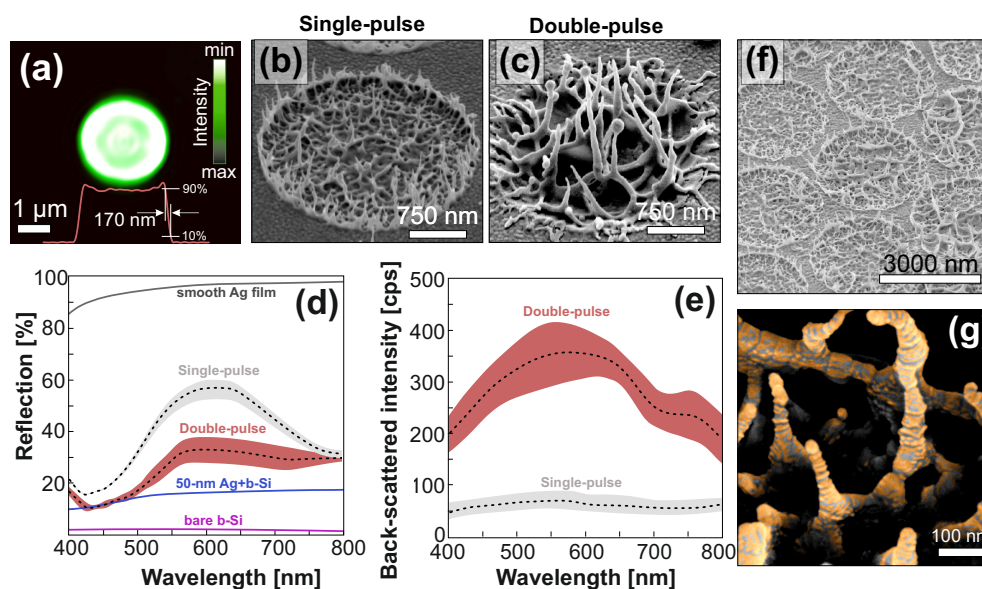 Single-pulse
Double-pulse
(a)
min
Intensity
max
1 µm
170 nm
90%
10%
(b)
750 nm
(c)
750 nm
(f)
3000 nm
(d)
100
80
60
40
20
Reflection [%]
smooth Ag film
Single-pulse
Double-pulse
50-nm Ag+b-Si
bare b-Si
400
500
600
700
800
Wavelength [nm]
(e)
500
400
300
200
100
0
Back-scattered intensity [cps]
Double-pulse
Single-pulse
400
500
600
700
800
Wavelength [nm]
(g)
100 nm